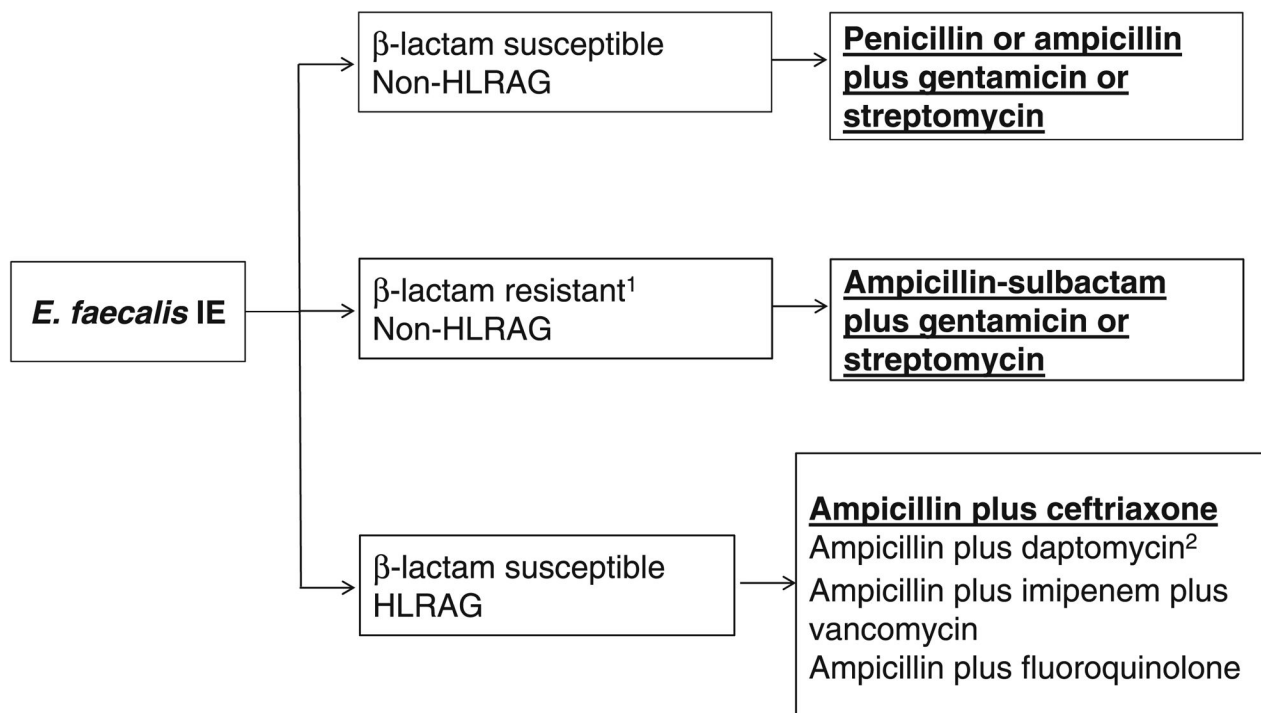 β-lactam susceptible
Non-HLRAG
Penicillin or ampicillin
plus gentamicin or
streptomycin
E. faecalis IE
β-lactam resistant¹
Non-HLRAG
Ampicillin-sulbactam
plus gentamicin or
streptomycin
β-lactam susceptible
HLRAG
Ampicillin plus ceftriaxone
Ampicillin plus daptomycin²
Ampicillin plus imipenem plus
vancomycin
Ampicillin plus fluoroquinolone